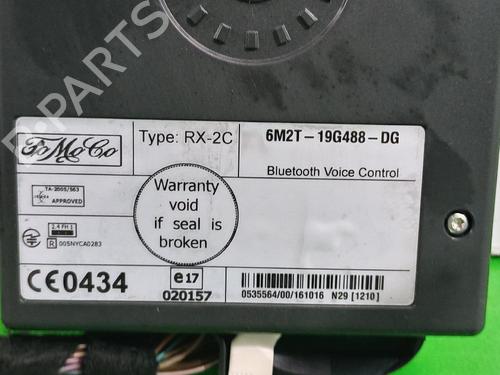 B-PARTS
FoMoCo
Type: RX-2C
6M2T-19G488-DG
Bluetooth Voice Control
TA-2005/563
APPROVED
Warranty
void
if seal is
broken
2.4 FH 1
R 005NYCA0283
CE0434
e17
020157
0535564/00/161016 N29 [1210]